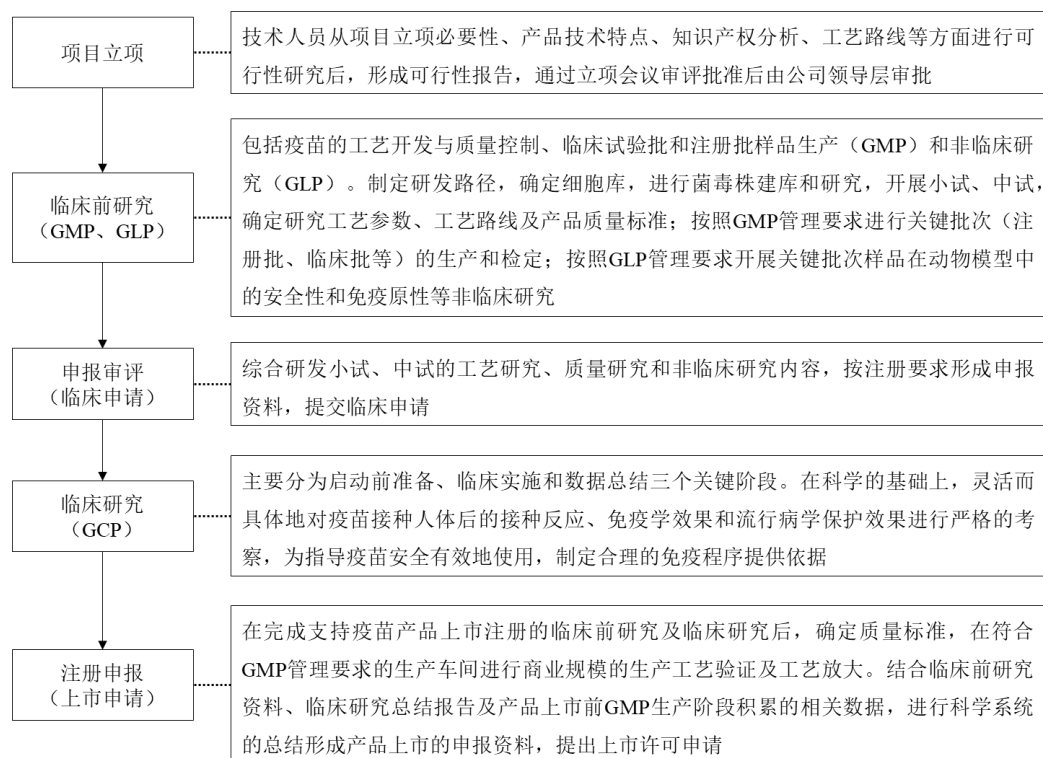 项目立项
技术人员从项目立项必要性、产品技术特点、知识产权分析、工艺路线等方面进行可
行性研究后，形成可行性报告，通过立项会议审评批准后由公司领导层审批
临床前研究
（GMP、GLP）
包括疫苗的工艺开发与质量控制、临床试验批和注册批样品生产（GMP）和非临床研
究（GLP）。制定研发路径，确定细胞库，进行菌毒株建库和研究，开展小试、中试，
确定研究工艺参数、工艺路线及产品质量标准；按照GMP管理要求进行关键批次（注
册批、临床批等）的生产和检定；按照GLP管理要求开展关键批次样品在动物模型中
的安全性和免疫原性等非临床研究
申报审评
（临床申请）
综合研发小试、中试的工艺研究、质量研究和非临床研究内容，按注册要求形成申报
资料，提交临床申请
临床研究
（GCP）
主要分为启动前准备、临床实施和数据总结三个关键阶段。在科学的基础上，灵活而
具体地对疫苗接种人体后的接种反应、免疫学效果和流行病学保护效果进行严格的考
察，为指导疫苗安全有效地使用，制定合理的免疫程序提供依据
注册申报
（上市申请）
在完成支持疫苗产品上市注册的临床前研究及临床研究后，确定质量标准，在符合
GMP管理要求的生产车间进行商业规模的生产工艺验证及工艺放大。结合临床前研究
资料、临床研究总结报告及产品上市前GMP生产阶段积累的相关数据，进行科学系统
的总结形成产品上市的申报资料，提出上市许可申请